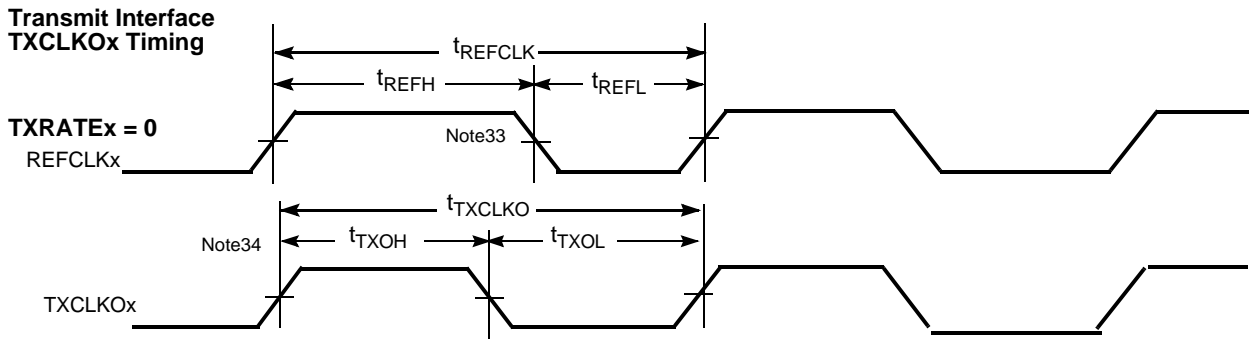 Transmit Interface
TXCLKOx Timing
tREFCLK
tREFH
tREFL
TXRATEx = 0
Note33
REFCLKx
tTXCLKO
Note34
tTXOH
tTXOL
TXCLKOx